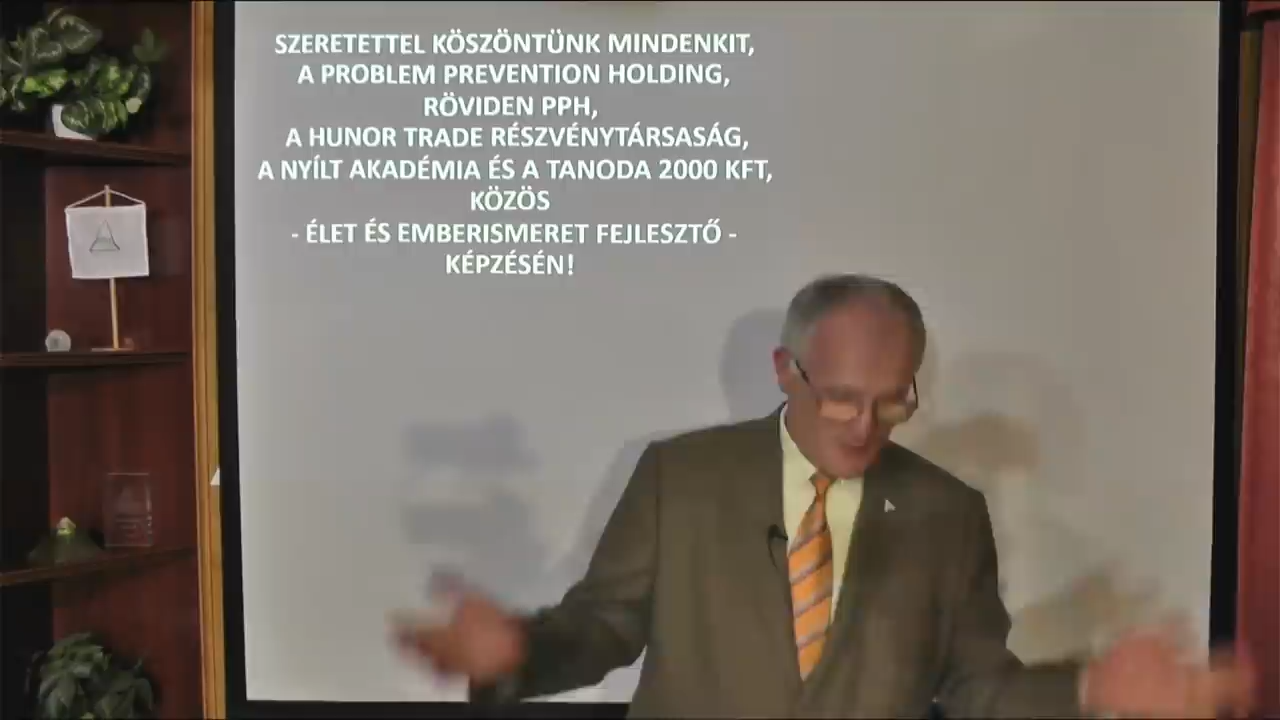 SZERETETTEL KÖSZÖNTÜNK MINDENKIT,
A PROBLEM PREVENTION HOLDING,
RÖVIDEN PPH,
A HUNOR TRADE RÉSZVÉNYTÁRSASÁG,
A NYÍLT AKADÉMIA ÉS A TANODA 2000 KFT,
KÖZÖS
- ÉLET ÉS EMBERISMERET FEJLESZTŐ -
KÉPZÉSÉN!